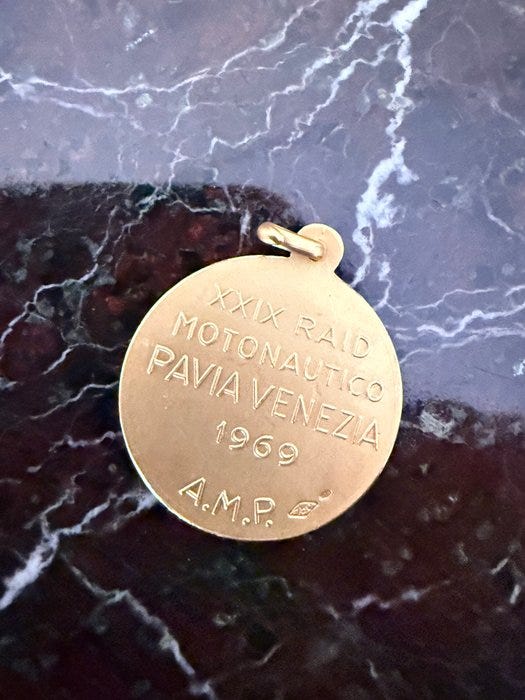 XXIX RAID
MOTONAUTICO
PAVIA VENEZIA
1969
A.M.P.